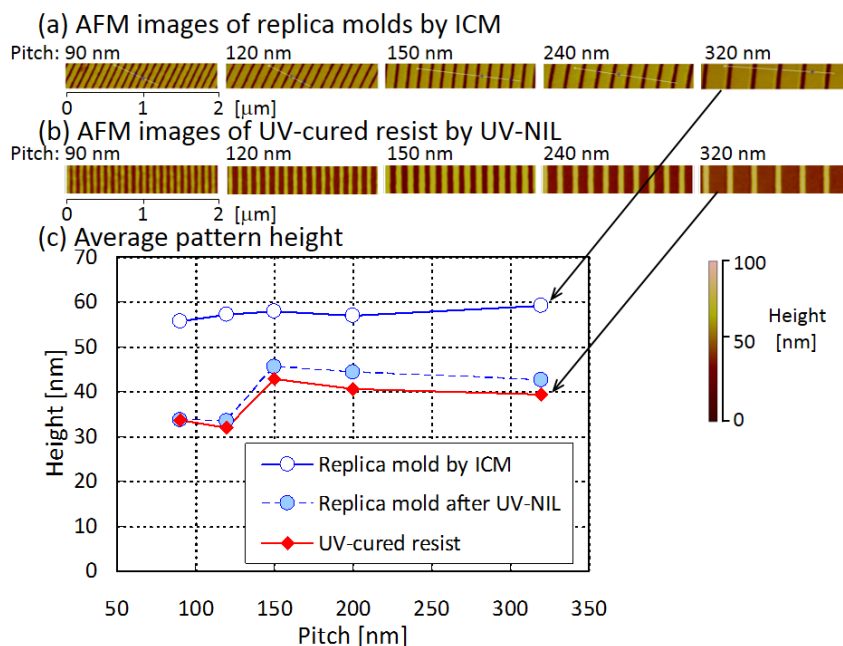 (a) AFM images of replica molds by ICM
Pitch: 90 nm 120 nm 150 nm 240 nm 320 nm
0 1 2 [μm]
(b) AFM images of UV-cured resist by UV-NIL
Pitch: 90 nm 120 nm 150 nm 240 nm 320 nm
0 1 2 [μm]
(c) Average pattern height
70
60
50
40
30
20
10
0
Height [nm]
Replica mold by ICM
Replica mold after UV-NIL
UV-cured resist
50 100 150 200 250 300 350
Pitch [nm]
100
50
0
Height
[nm]